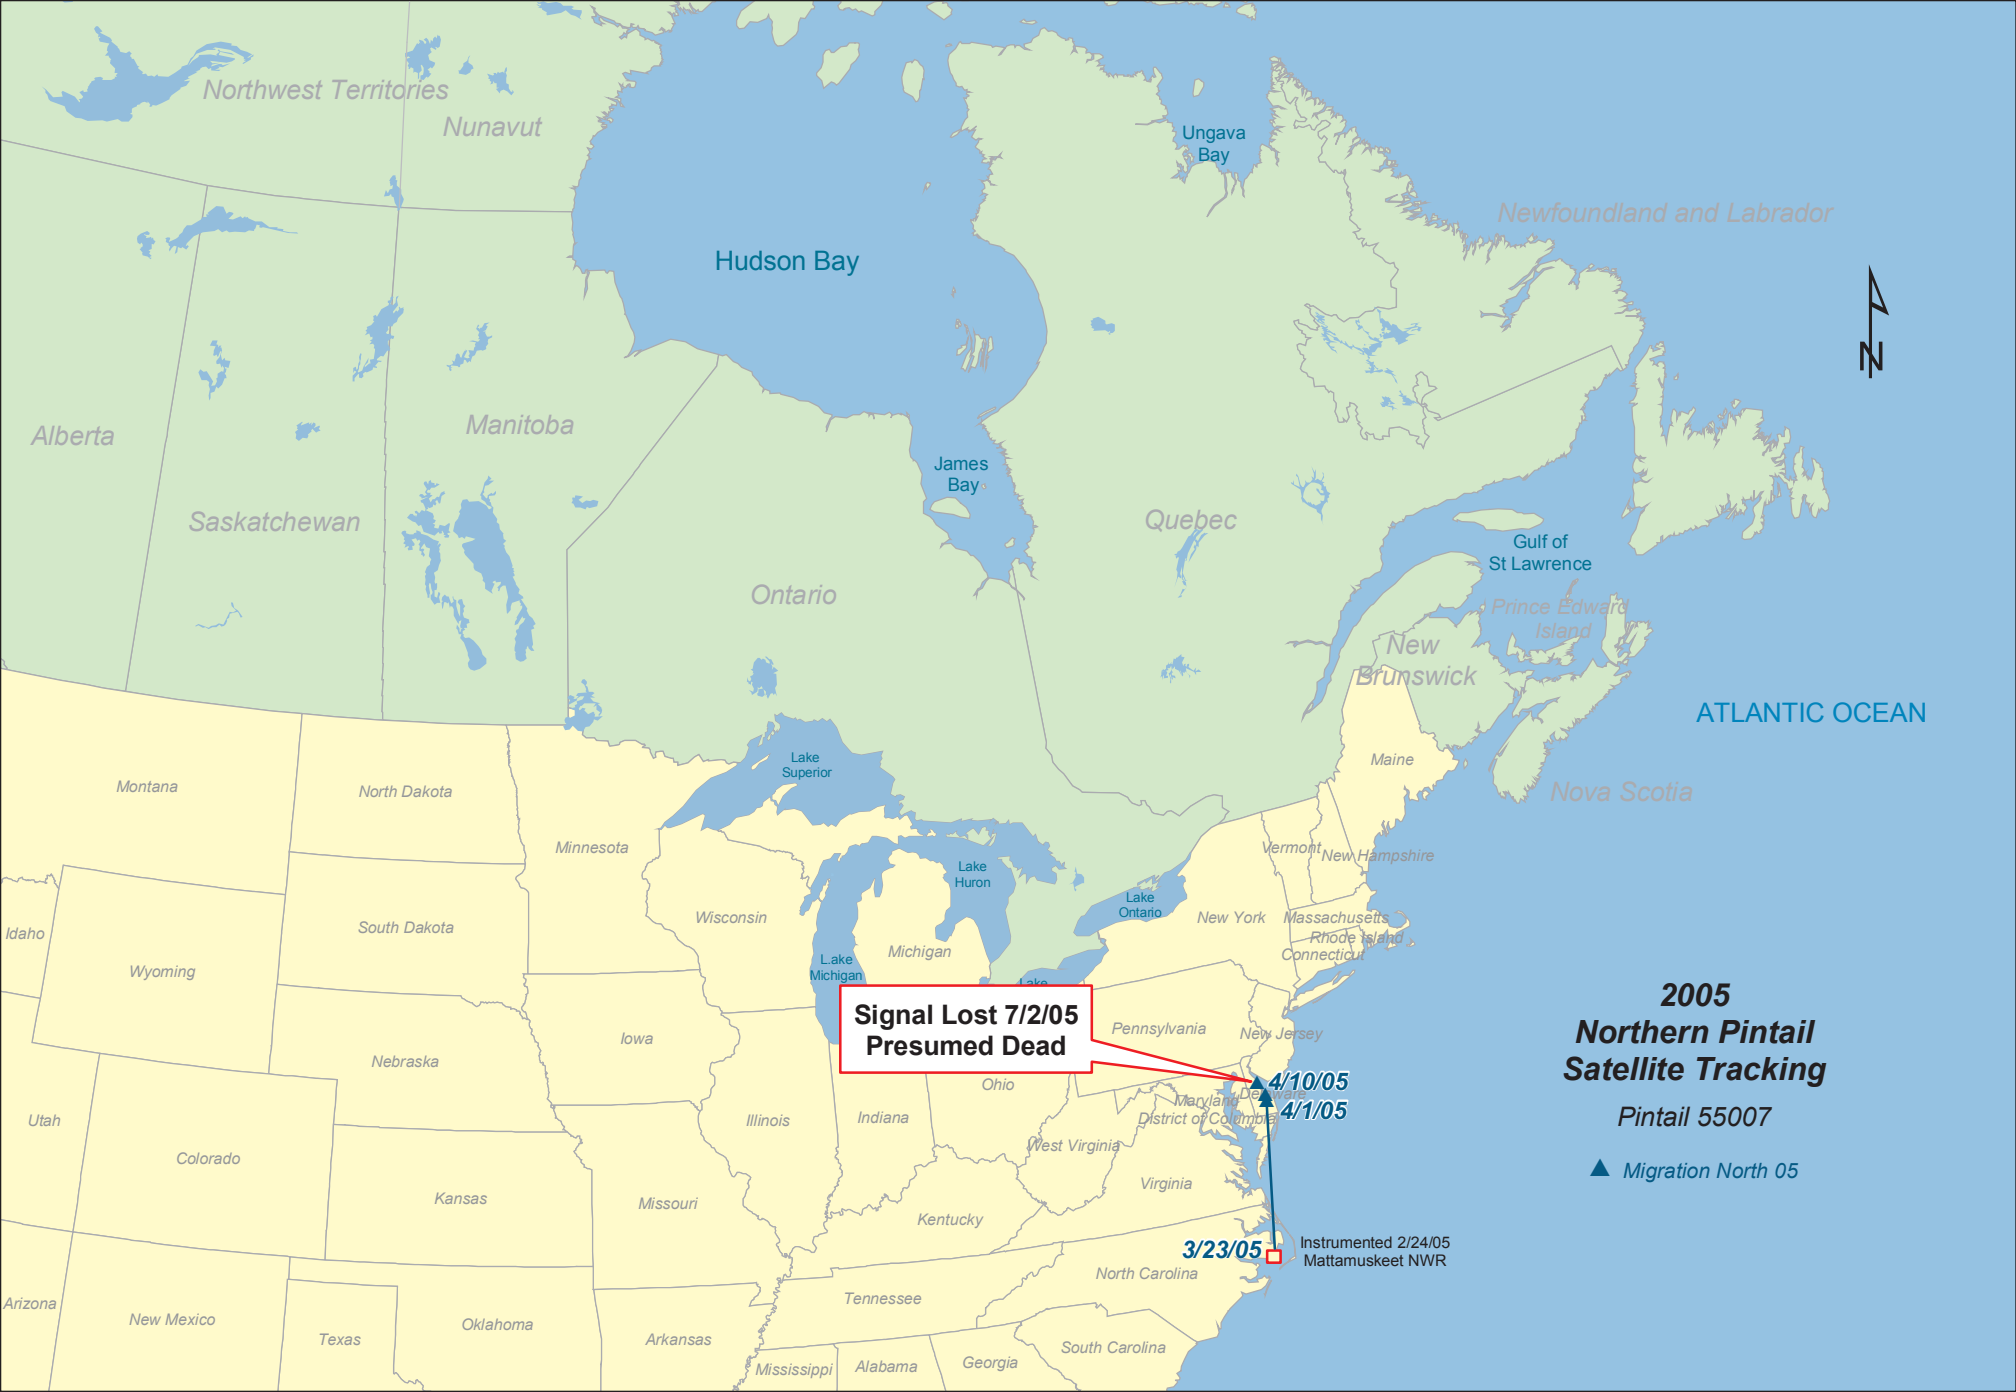 Northwest Territories
Nunavut
Ungava
Bay
Newfoundland and Labrador
Hudson Bay
N
Alberta
Manitoba
James
Bay
Saskatchewan
Quebec
Gulf of
St Lawrence
Ontario
Prince Edward
Island
New
Brunswick
ATLANTIC OCEAN
Lake
Superior
Maine
Montana
North Dakota
Nova Scotia
Minnesota
Vermont
New Hampshire
Lake
Huron
Lake
Ontario
Wisconsin
New York
Massachusetts
South Dakota
Idaho
Rhode Island
Michigan
Connecticut
L.ake
Michigan
Wyoming
Lake
2005
Northern Pintail
Satellite Tracking
Pintail 55007
Migration North 05
Signal Lost 7/2/05
Presumed Dead
Pennsylvania
New Jersey
Iowa
Nebraska
Ohio
4/10/05
Delaware
Maryland
4/1/05
District of Columbia
Utah
Illinois
Indiana
West Virginia
Colorado
Virginia
Kansas
Missouri
Kentucky
3/23/05
Instrumented 2/24/05
Mattamuskeet NWR
North Carolina
Tennessee
Arizona
New Mexico
Texas
Oklahoma
Arkansas
South Carolina
Mississippi
Alabama
Georgia